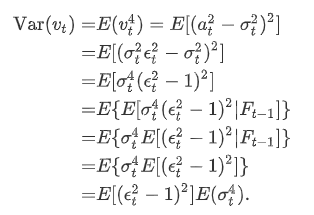 Var(v_t) = E(v_t^4) = E[(a_t^2 − σ_t^2)^2]
= E[(σ_t^2 ϵ_t^2 − σ_t^2)^2]
= E[σ_t^4 (ϵ_t^2 − 1)^2]
= E{E[σ_t^4 (ϵ_t^2 − 1)^2 | F_{t−1}]}
= E{σ_t^4 E[(ϵ_t^2 − 1)^2 | F_{t−1}]}
= E{σ_t^4 E[(ϵ_t^2 − 1)^2]}
= E[(ϵ_t^2 − 1)^2] E(σ_t^4).